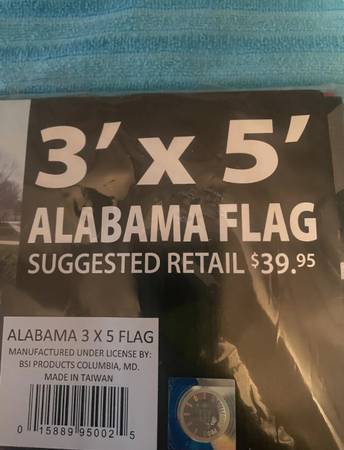 3' x 5'
ALABAMA FLAG
SUGGESTED RETAIL $39.95
ALABAMA 3 X 5 FLAG
MANUFACTURED UNDER LICENSE BY:
BSI PRODUCTS COLUMBIA, MD.
MADE IN TAIWAN
0 15889 95002 5